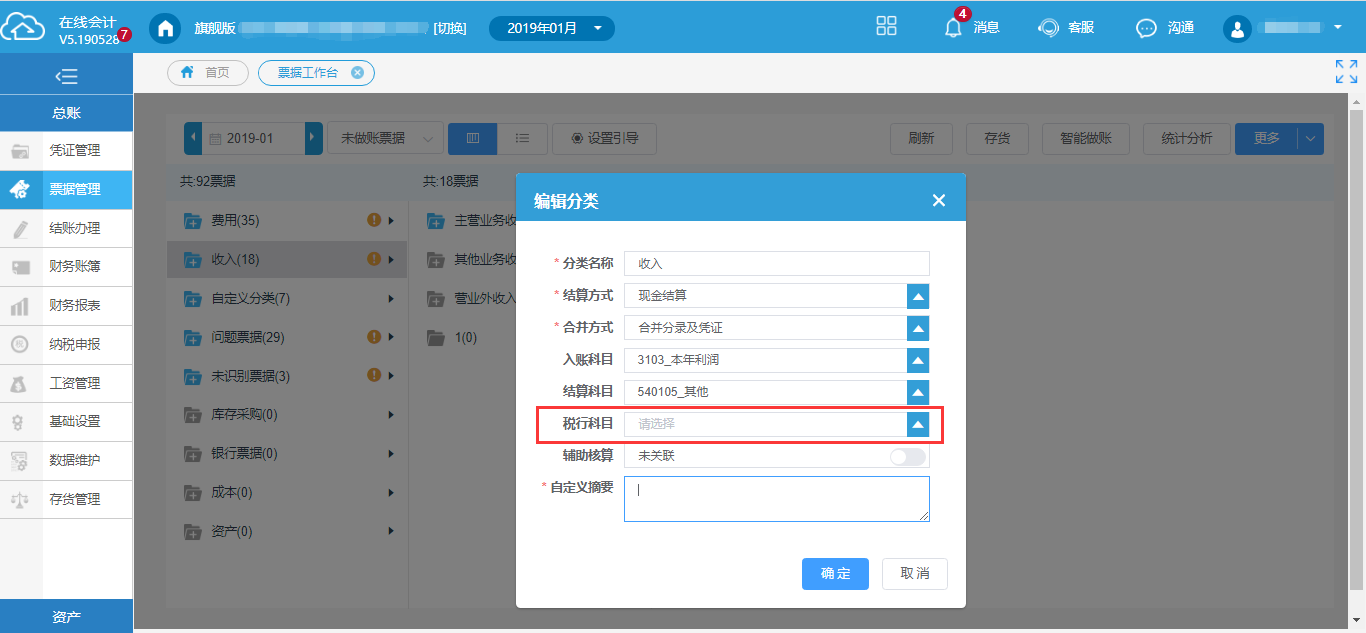 在线会计
V5.190528
7
旗舰版
[切换]
2019年01月
4
消息
客服
沟通
首页
票据工作台
总账
凭证管理
票据管理
结账办理
财务账簿
财务报表
税
纳税申报
工资管理
基础设置
数据维护
存货管理
资产
2019-01
未做账票据
设置引导
刷新
存货
智能做账
统计分析
更多
共:92票据
共:18票据
费用(35)
收入(18)
自定义分类(7)
问题票据(29)
未识别票据(3)
库存采购(0)
银行票据(0)
成本(0)
资产(0)
主营业务收
其他业务收
营业外收入
1(0)
编辑分类
* 分类名称 收入
* 结算方式 现金结算
* 合并方式 合并分录及凭证
入账科目 3103_本年利润
结算科目 540105_其他
税行科目 请选择
辅助核算 未关联
* 自定义摘要
确定
取消